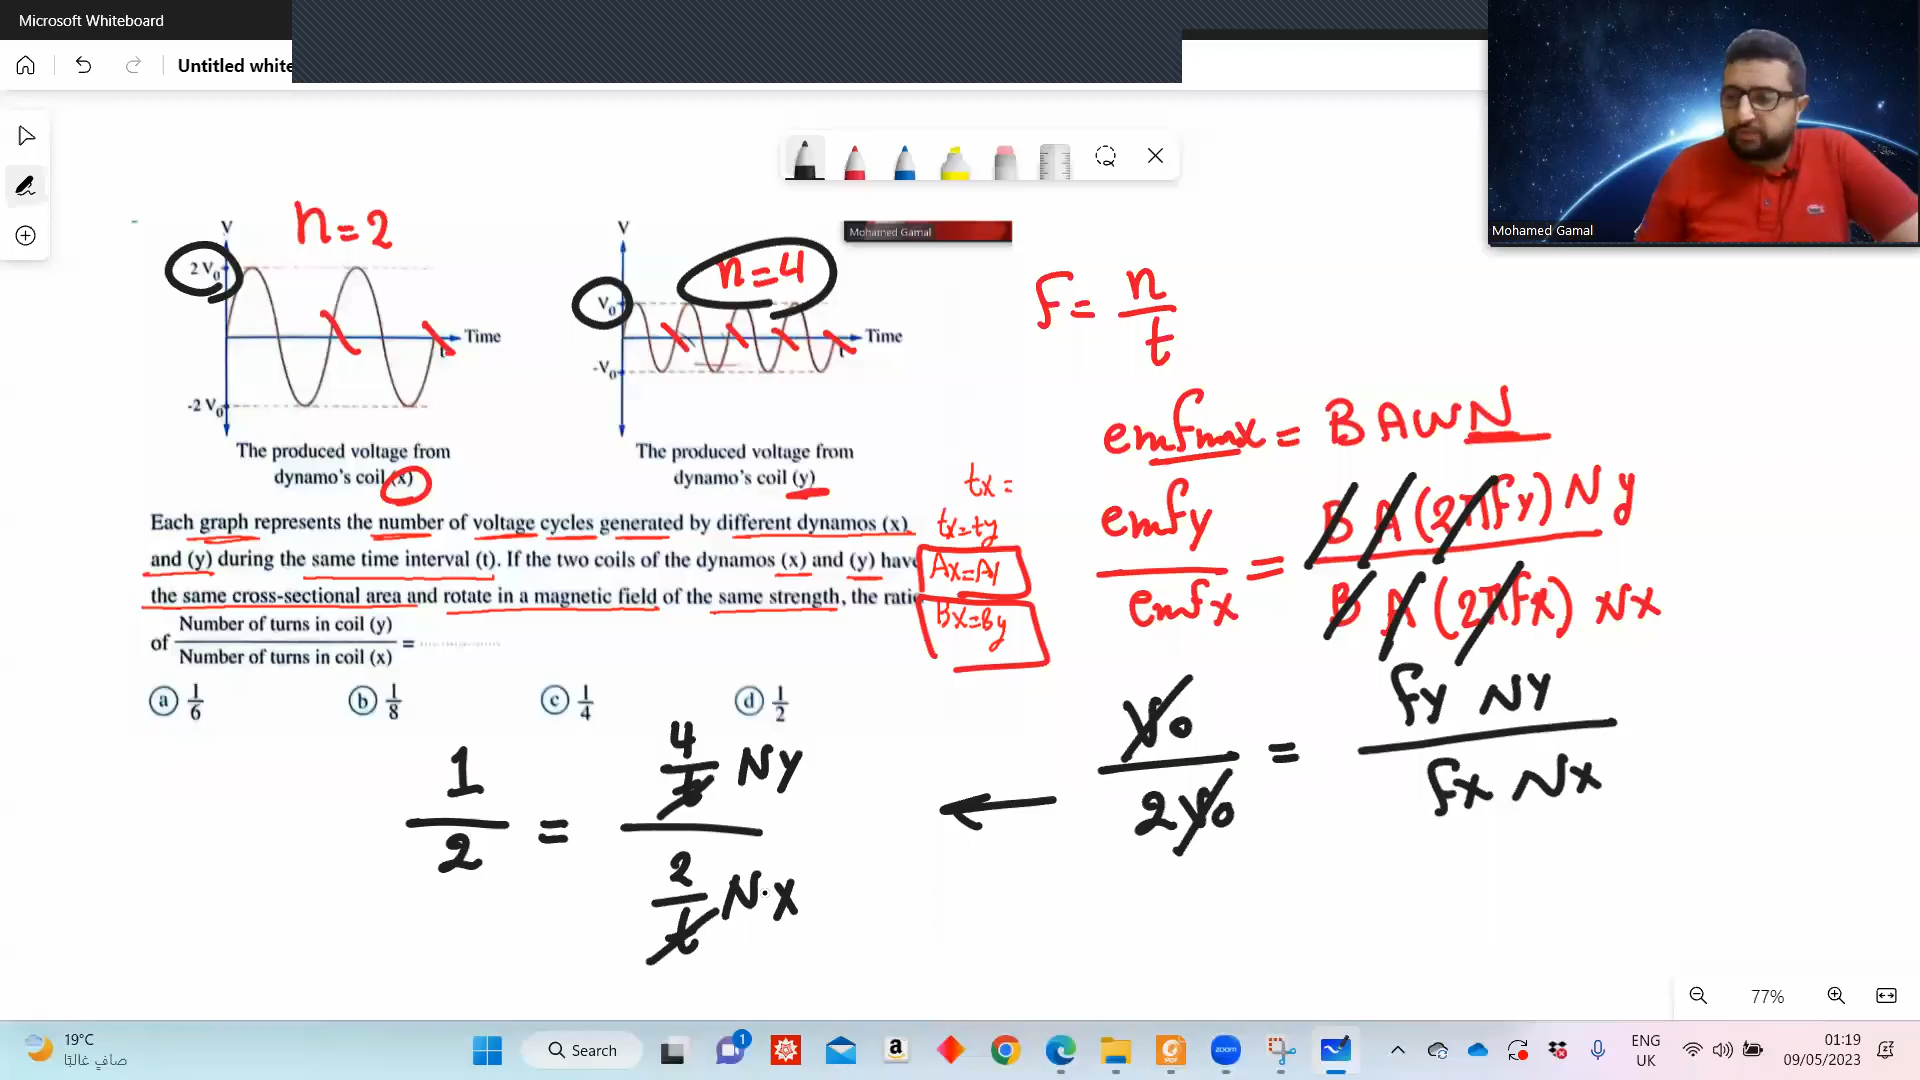 Microsoft Whiteboard
Untitled white
Mohamed Gamal
Mohamed Gamal
V
n=2
2 V0
Time
t
-2 V0
The produced voltage from
dynamo's coil (x)
V
n=4
V0
Time
t
-V0
The produced voltage from
dynamo's coil (y)
f = n/t
emfmax = BAWN
emfy/emfx = B A (2πfy) Ny / B A (2πfx) Nx
tx =
tx=ty
Ax=Ay
Bx=By
Each graph represents the number of voltage cycles generated by different dynamos (x)
and (y) during the same time interval (t). If the two coils of the dynamos (x) and (y) have
the same cross-sectional area and rotate in a magnetic field of the same strength, the ratio
of Number of turns in coil (y) / Number of turns in coil (x) = ............
a 1/6 b 1/8 c 1/4 d 1/2
V0/2V0 = fy Ny / fx Nx
1/2 = 4/t Ny / 2/t Nx
77%
19°C
صافٍ غالبًا
Search
1
a
zoom
ENG
UK
01:19
09/05/2023